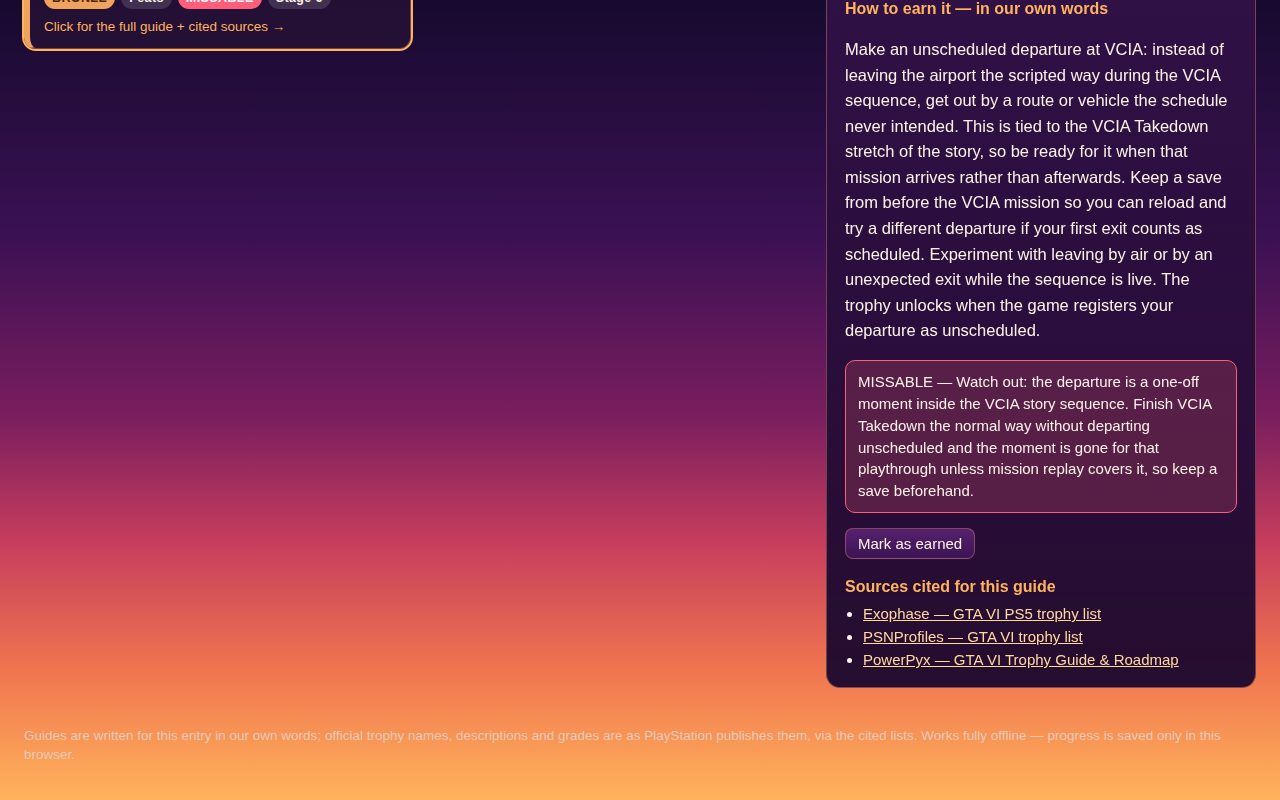 BRONZE Feats MISSABLE Stage
Click for the full guide + cited sources →
How to earn it — in our own words
Make an unscheduled departure at VCIA: instead of
leaving the airport the scripted way during the VCIA
sequence, get out by a route or vehicle the schedule
never intended. This is tied to the VCIA Takedown
stretch of the story, so be ready for it when that
mission arrives rather than afterwards. Keep a save
from before the VCIA mission so you can reload and
try a different departure if your first exit counts as
scheduled. Experiment with leaving by air or by an
unexpected exit while the sequence is live. The
trophy unlocks when the game registers your
departure as unscheduled.
MISSABLE — Watch out: the departure is a one-off
moment inside the VCIA story sequence. Finish VCIA
Takedown the normal way without departing
unscheduled and the moment is gone for that
playthrough unless mission replay covers it, so keep a
save beforehand.
Mark as earned
Sources cited for this guide
• Exophase — GTA VI PS5 trophy list
• PSNProfiles — GTA VI trophy list
• PowerPyx — GTA VI Trophy Guide & Roadmap
Guides are written for this entry in our own words; official trophy names, descriptions and grades are as PlayStation publishes them, via the cited lists. Works fully offline — progress is saved only in this
browser.